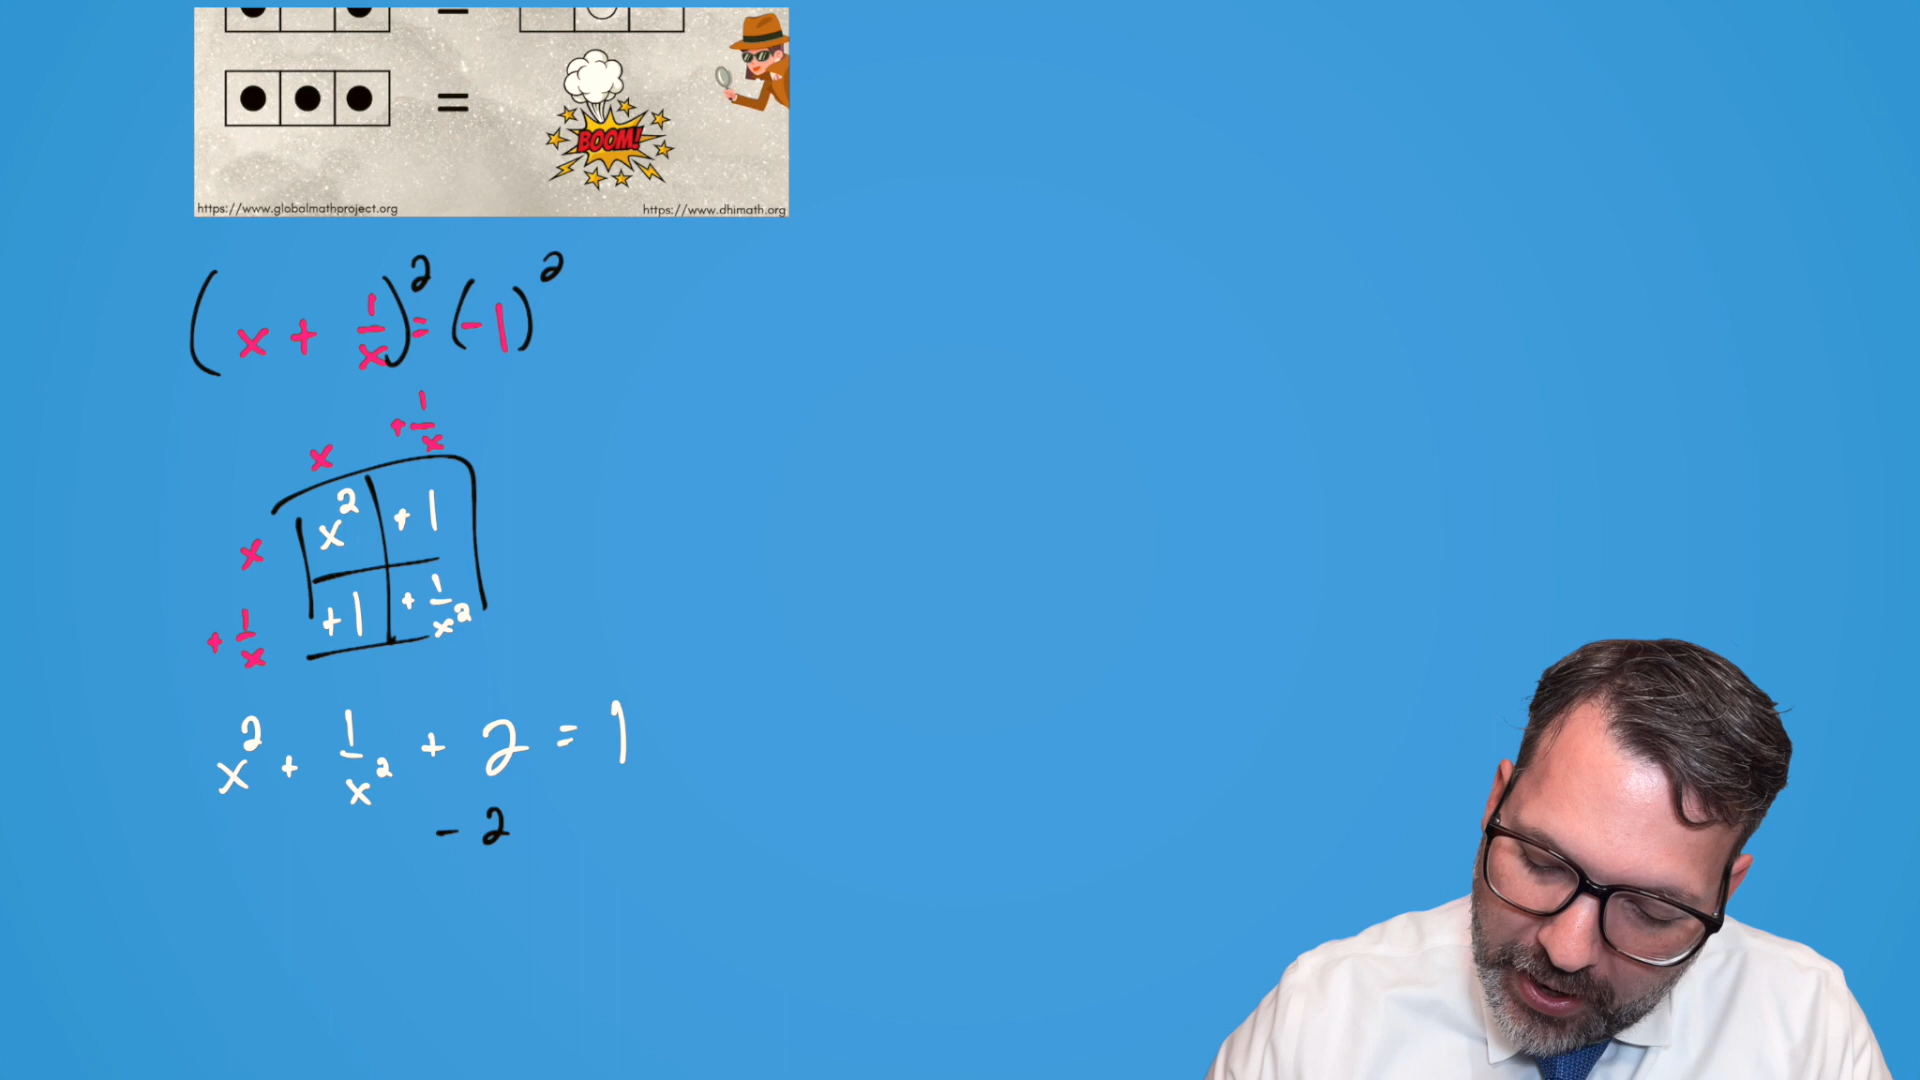 =
=
BOOM!
https://www.globalmathproject.org
https://www.dhimath.org
(x + 1/x)² = (-1)²
x + 1/x
x x² + 1
+ 1/x + 1 + 1/x²
x² + 1/x² + 2 = 1
- 2